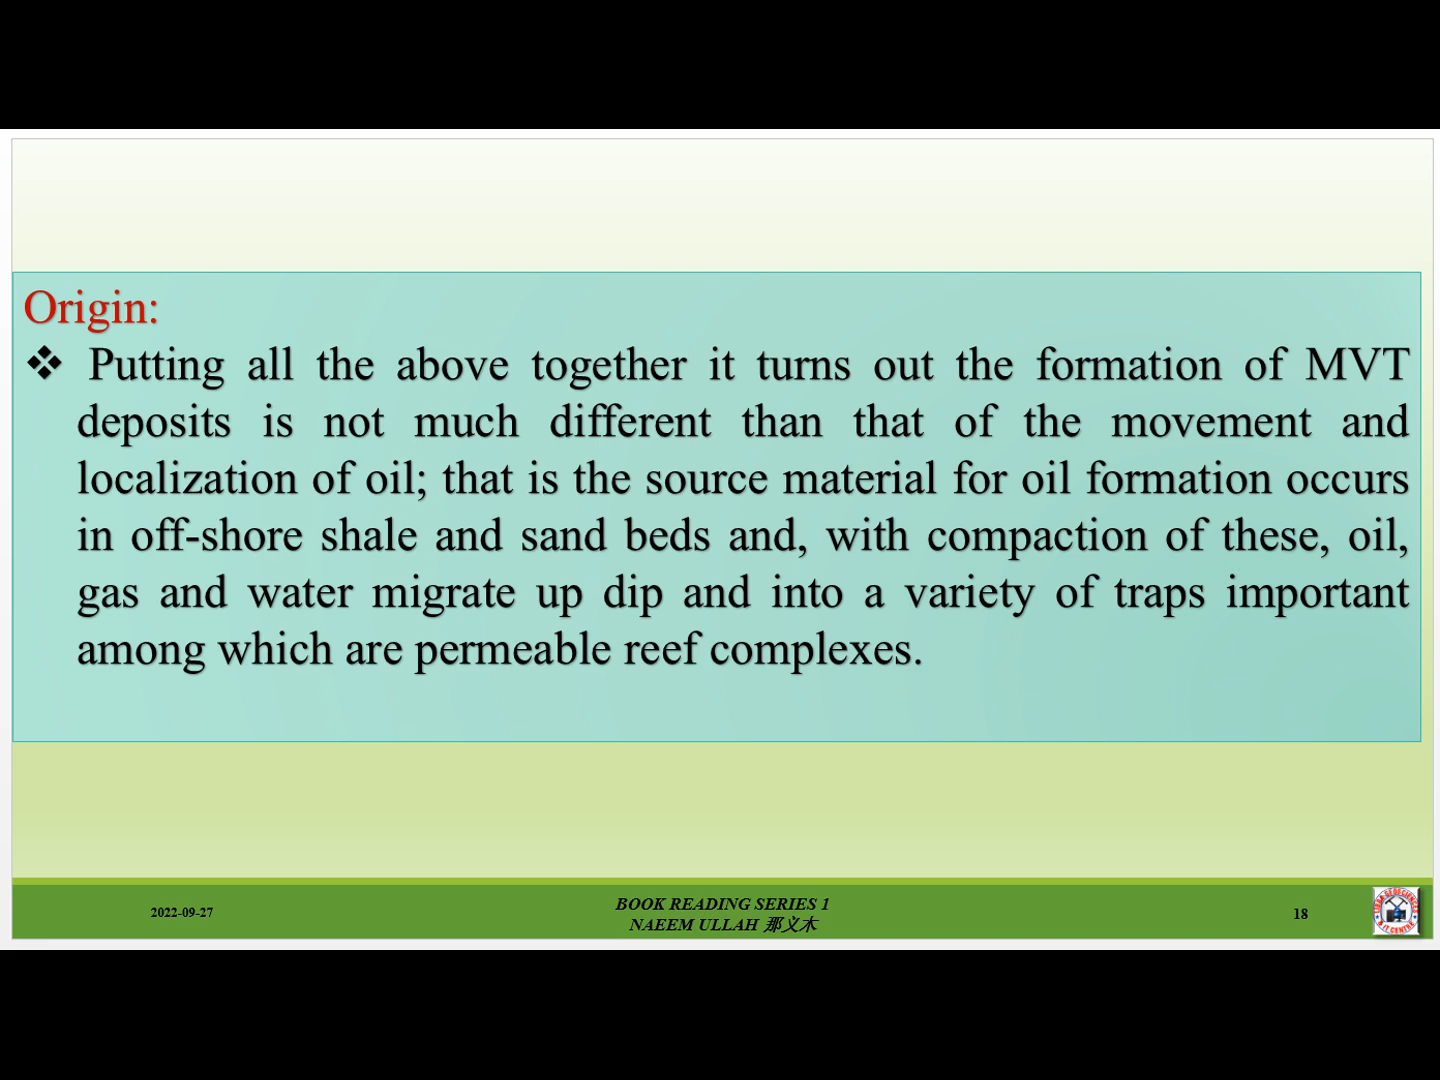 Origin:
❖ Putting all the above together it turns out the formation of MVT
deposits is not much different than that of the movement and
localization of oil; that is the source material for oil formation occurs
in off-shore shale and sand beds and, with compaction of these, oil,
gas and water migrate up dip and into a variety of traps important
among which are permeable reef complexes.
2022-09-27
BOOK READING SERIES 1
NAEEM ULLAH 那义木
18
GEOSCIENCES
& IT CENTRE